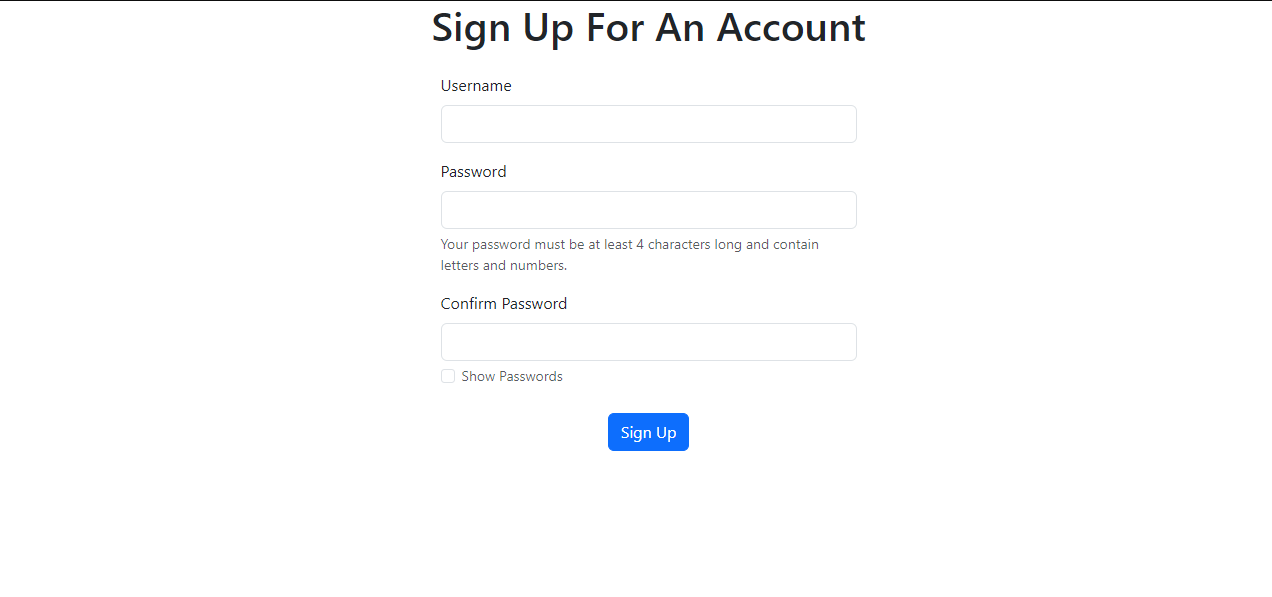 Sign Up For An Account
Username
Password
Your password must be at least 4 characters long and contain
letters and numbers.
Confirm Password
Show Passwords
Sign Up